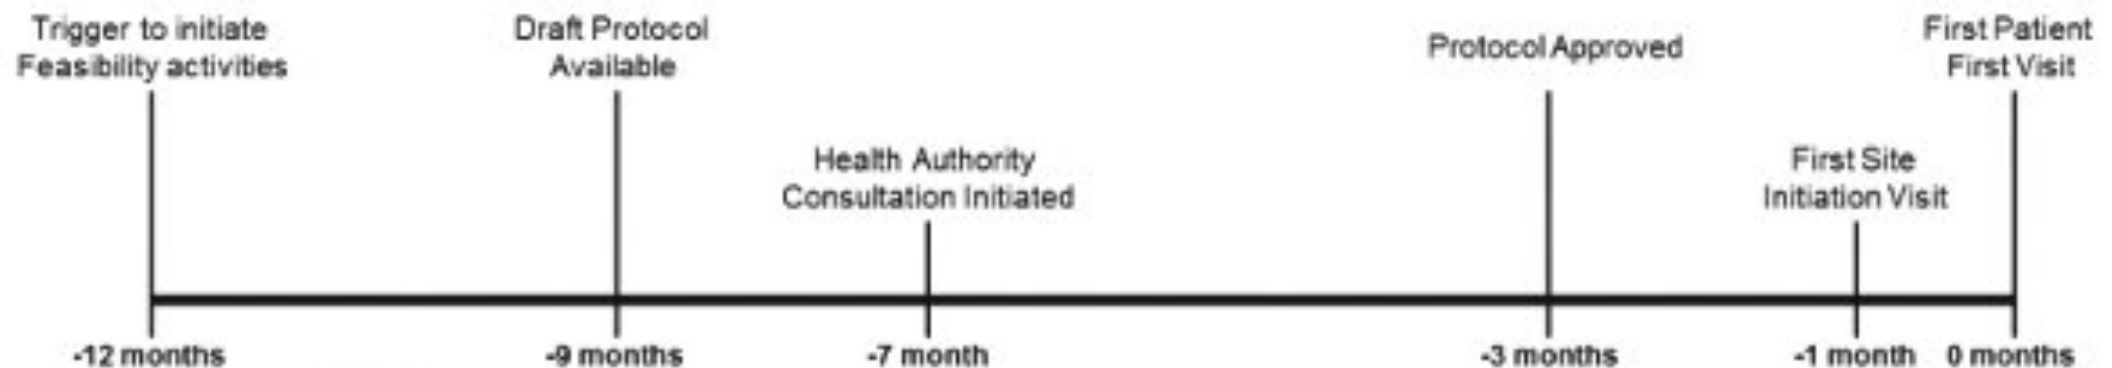 Trigger to initiate
Feasibility activities
Draft Protocol
Available
Health Authority
Consultation Initiated
Protocol Approved
First Site
Initiation Visit
First Patient
First Visit
-12 months
-9 months
-7 month
-3 months
-1 month
0 months